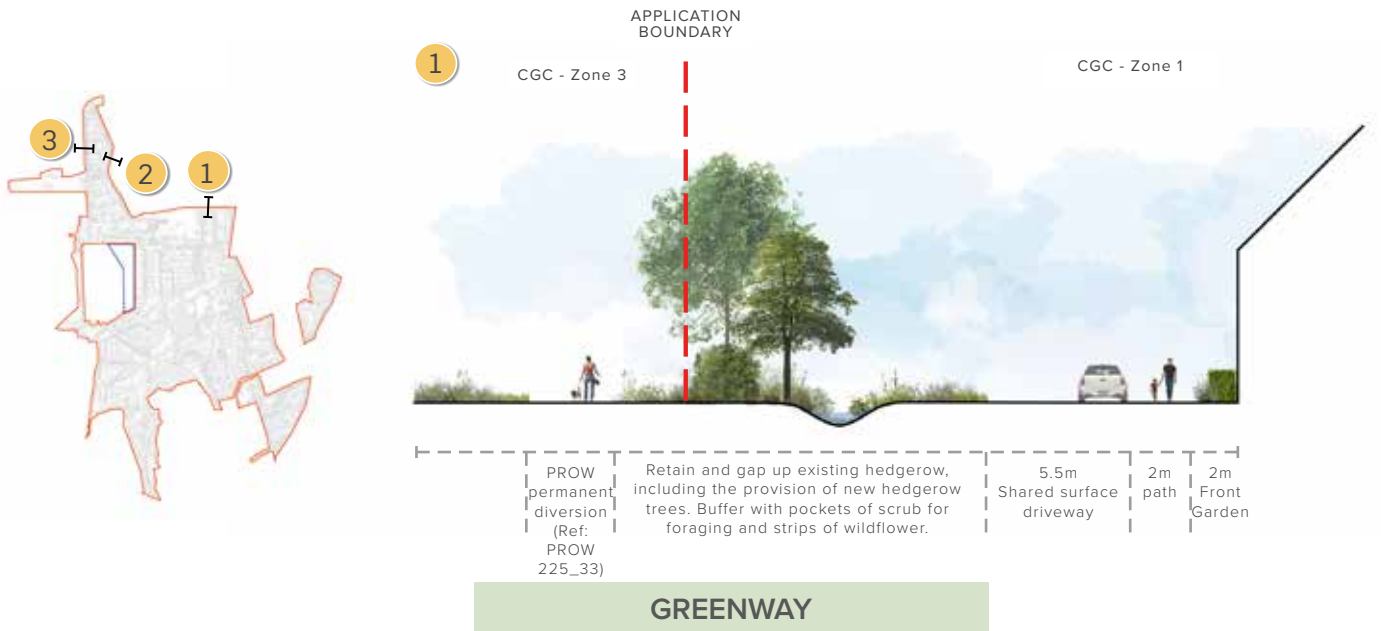 APPLICATION
BOUNDARY
1
CGC - Zone 3
CGC - Zone 1
3
2
1
PROW
permanent
diversion
(Ref:
PROW
225_33)
Retain and gap up existing hedgerow,
including the provision of new hedgerow
trees. Buffer with pockets of scrub for
foraging and strips of wildflower.
5.5m
Shared surface
driveway
2m
path
2m
Front
Garden
GREENWAY